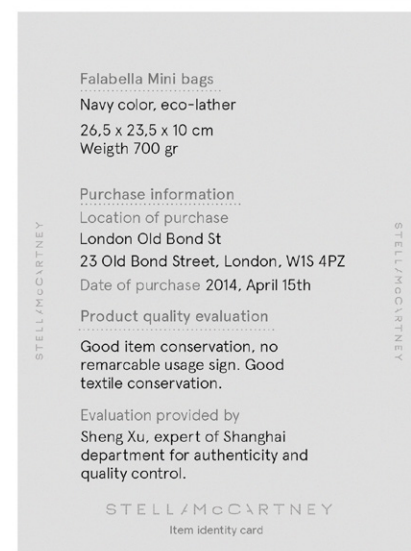 Falabella Mini bags
Navy color, eco-lather
26,5 x 23,5 x 10 cm
Weigth 700 gr
Purchase information
Location of purchase
London Old Bond St
23 Old Bond Street, London, W1S 4PZ
Date of purchase 2014, April 15th
Product quality evaluation
Good item conservation, no
remarcable usage sign. Good
textile conservation.
Evaluation provided by
Sheng Xu, expert of Shanghai
department for authenticity and
quality control.
STELLA McCARTNEY
STELLA McCARTNEY
STELLA McCARTNEY
Item identity card